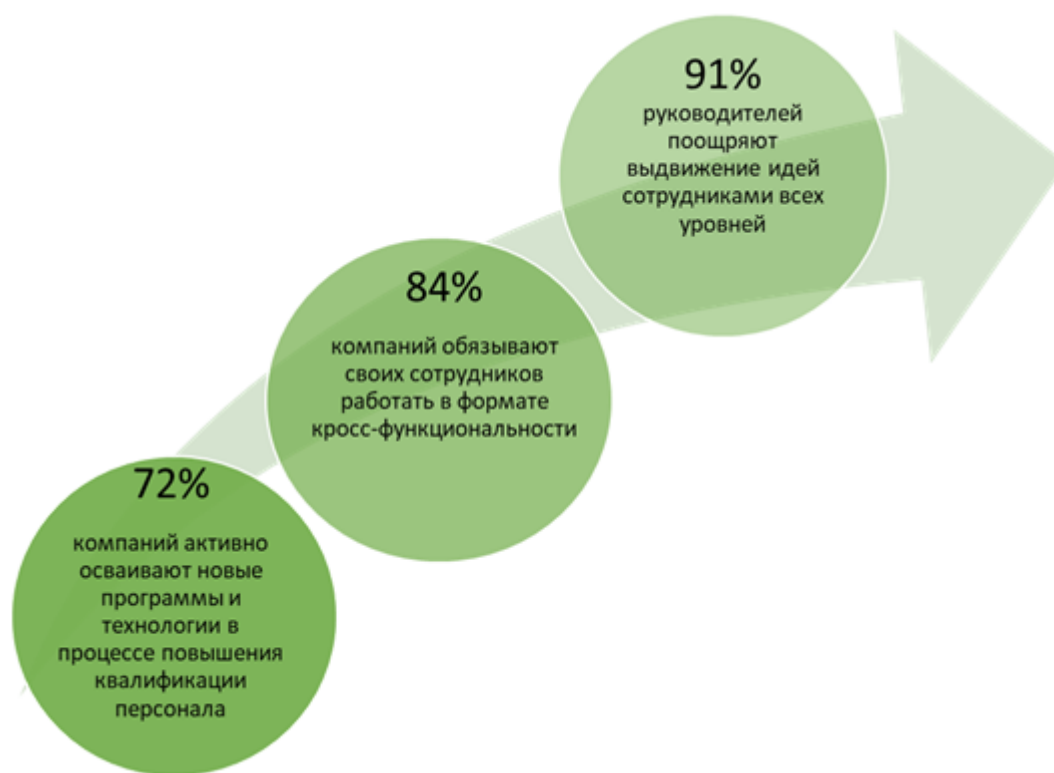 91%
руководителей
поощряют
выдвижение идей
сотрудниками всех
уровней
84%
компаний обязывают
своих сотрудников
работать в формате
кросс-функциональности
72%
компаний активно
осваивают новые
программы и
технологии в
процессе повышения
квалификации
персонала